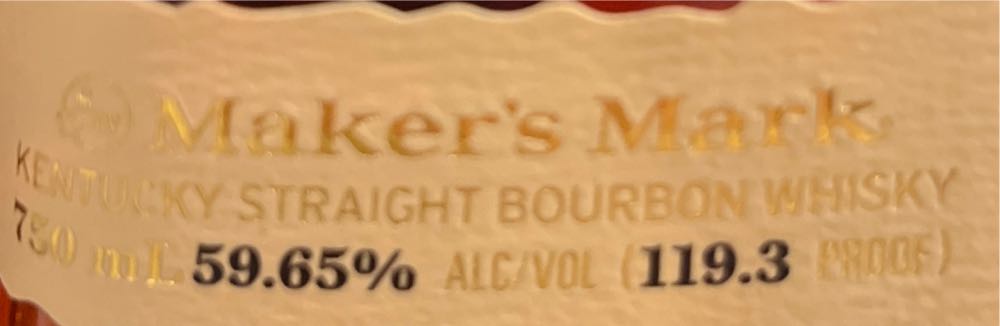 Maker's Mark
KENTUCKY STRAIGHT BOURBON WHISKY
750 mL 59.65% ALC/VOL (119.3 PROOF)